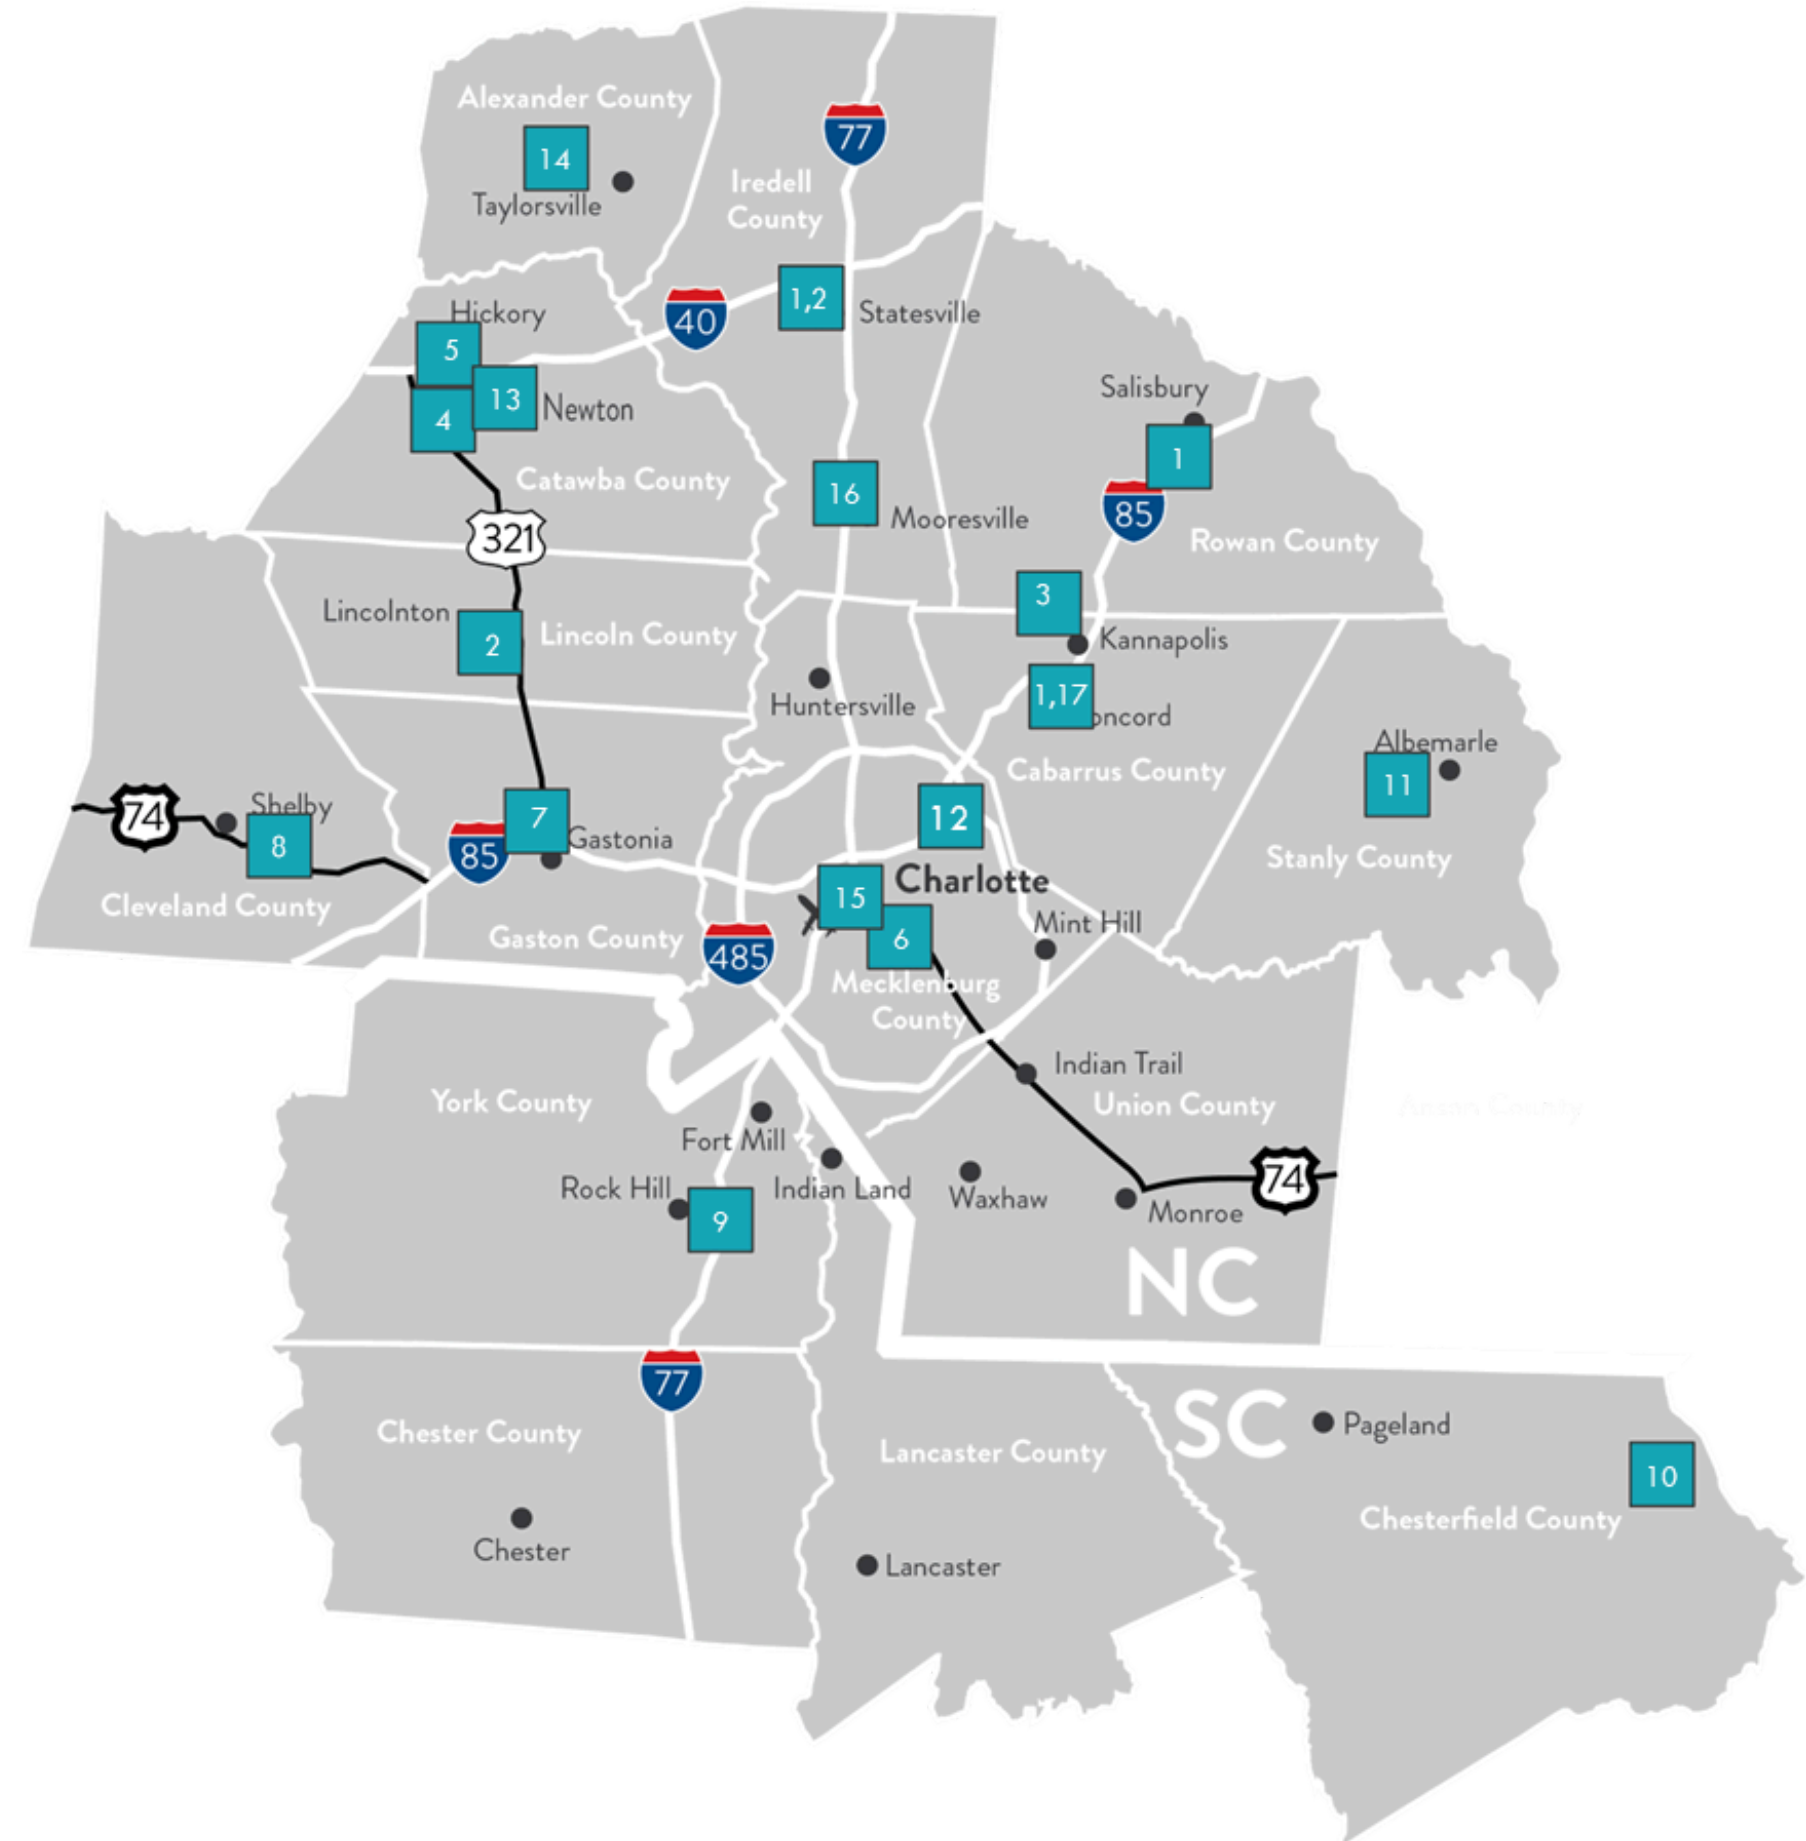 Alexander County
14
Taylorsville
77
Iredell
County
1,2
Statesville
40
Hickory
5
13
Newton
4
Catawba County
Salisbury
1
85
Rowan County
16
Mooresville
321
3
Kannapolis
Lincolnton
2
Lincoln County
Huntersville
1,17
oncord
Cabarrus County
Albemarle
11
Stanly County
74
Shelby
8
Cleveland County
7
85
Gastonia
Gaston County
12
Charlotte
15
6
485
Mint Hill
Mecklenburg
County
Indian Trail
Union County
Anson County
York County
Fort Mill
Rock Hill
9
Indian Land
Waxhaw
Monroe
74
NC
77
SC
Pageland
10
Chester County
Lancaster County
Chesterfield County
Chester
Lancaster